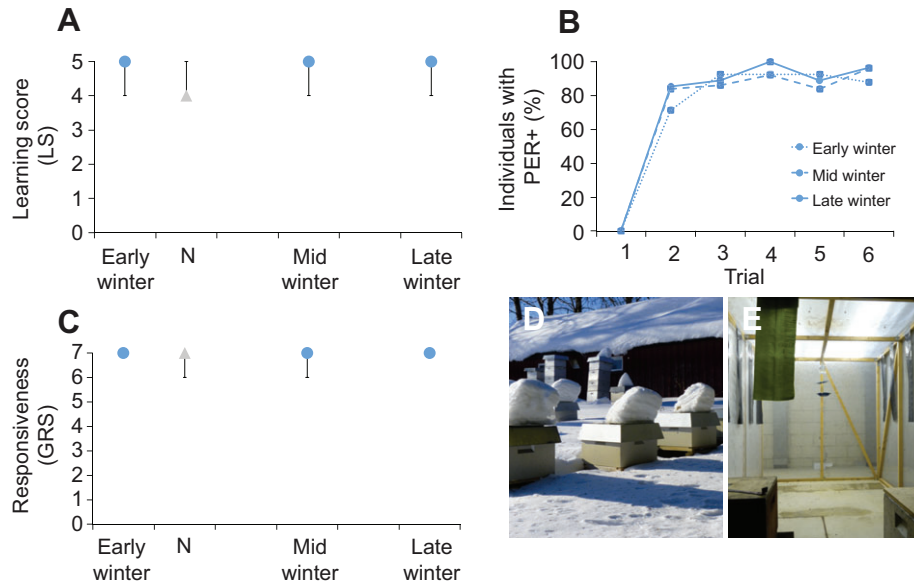 A
Learning score
(LS)
5
4
3
2
1
0
Early
winter
N
Mid
winter
Late
winter
B
Individuals with
PER+ (%)
100
80
60
40
20
0
1
2
3
4
5
6
Trial
Early winter
Mid winter
Late winter
C
Responsiveness
(GRS)
7
6
5
4
3
2
1
0
Early
winter
N
Mid
winter
Late
winter
D
E